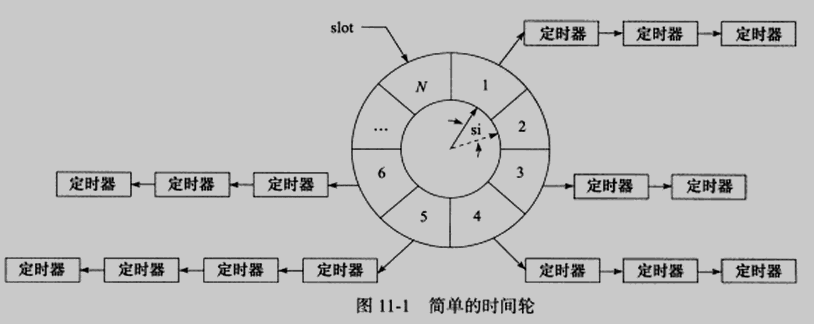 slot
定时器 定时器 定时器
N 1
… si 2
6 3
定时器 定时器 定时器
定时器 定时器
5 4
定时器 定时器 定时器 定时器
定时器 定时器 定时器
图 11-1 简单的时间轮